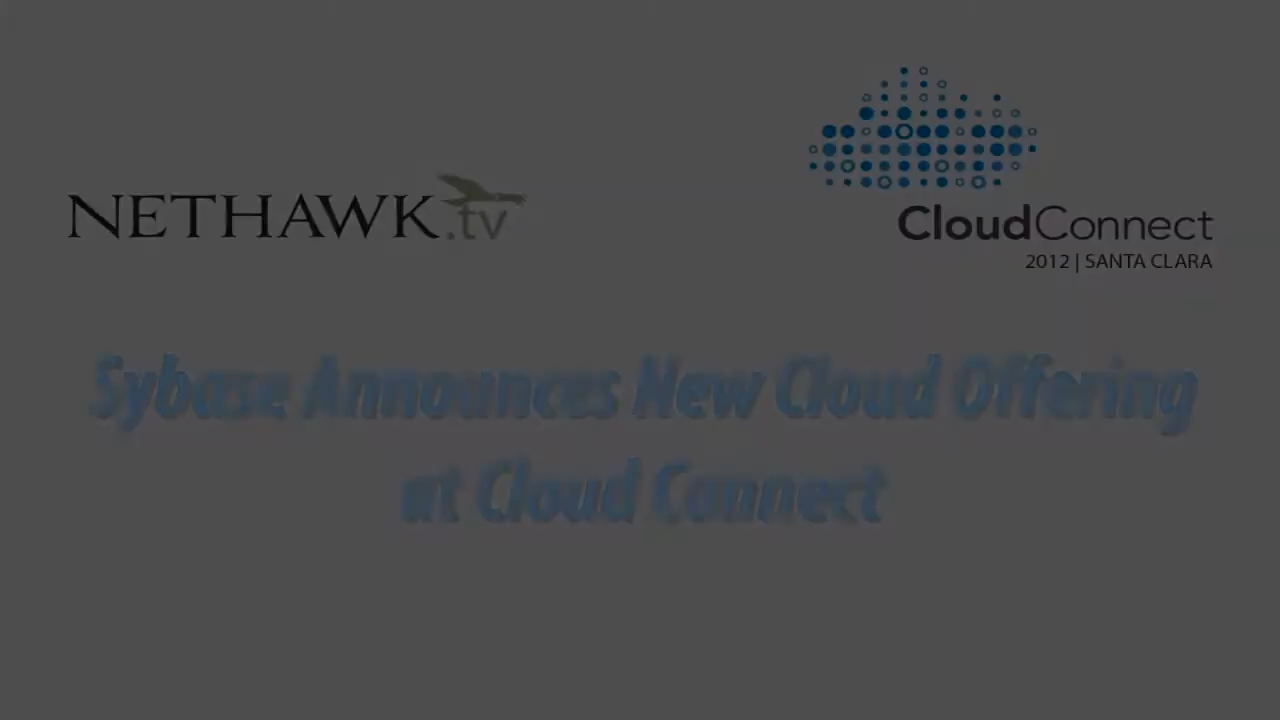 NETHAWK.tv
CloudConnect
2012 | SANTA CLARA
Sybase Announces New Cloud Offering
at Cloud Connect